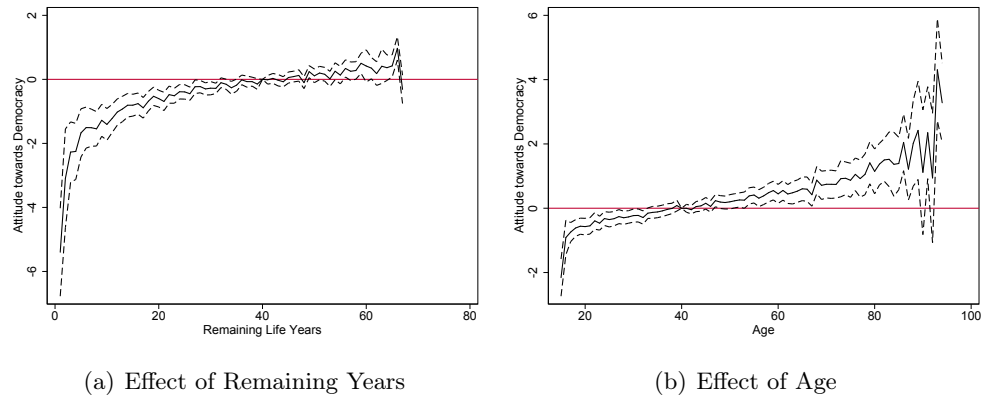 2
0
-2
-4
-6
Attitude towards Democracy
0 20 40 60 80
Remaining Life Years
(a) Effect of Remaining Years
6
4
2
0
-2
Attitude towards Democracy
20 40 60 80 100
Age
(b) Effect of Age